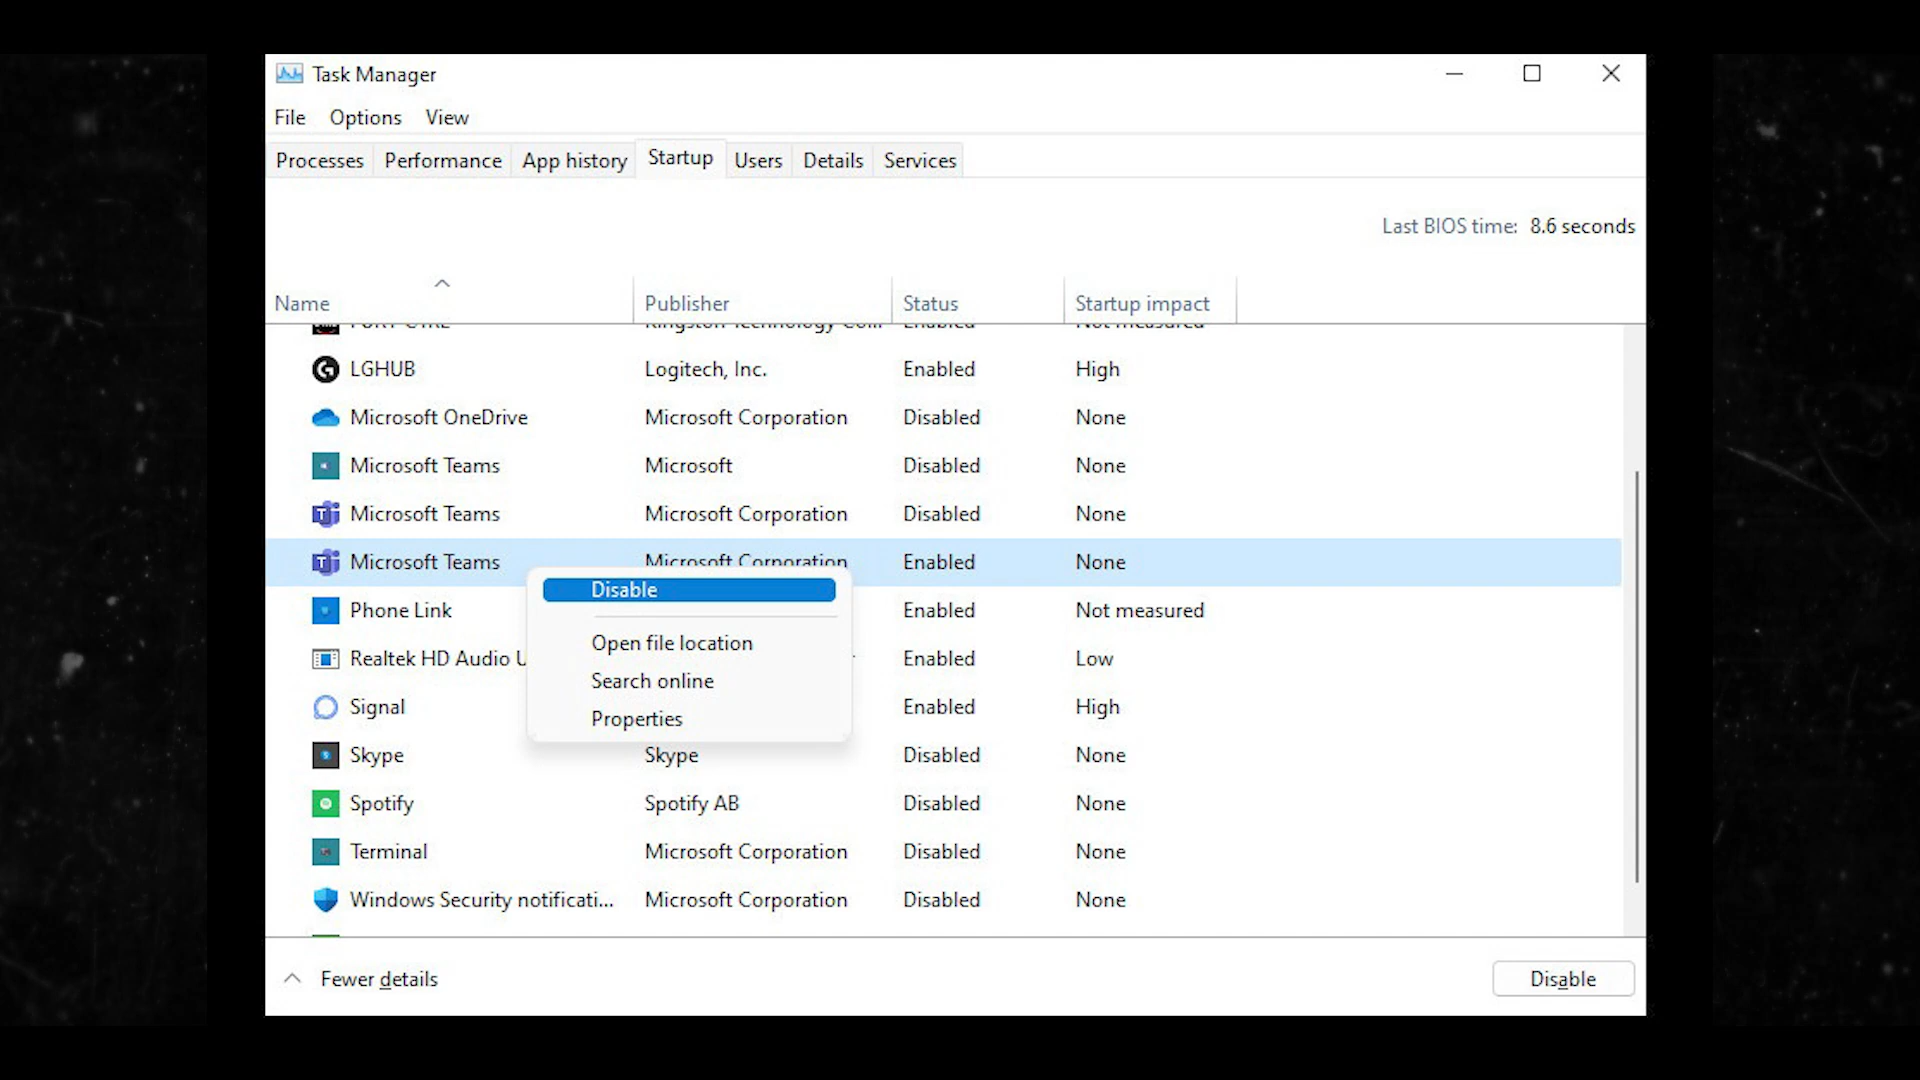 Task Manager
File Options View
Processes Performance App history Startup Users Details Services
Last BIOS time: 8.6 seconds
Name Publisher Status Startup impact
LGHUB Logitech, Inc. Enabled High
Microsoft OneDrive Microsoft Corporation Disabled None
Microsoft Teams Microsoft Disabled None
Microsoft Teams Microsoft Corporation Disabled None
Microsoft Teams Microsoft Corporation Enabled None
Disable
Phone Link Enabled Not measured
Open file location
Realtek HD Audio U Enabled Low
Search online
Signal Enabled High
Properties
Skype Skype Disabled None
Spotify Spotify AB Disabled None
Terminal Microsoft Corporation Disabled None
Windows Security notificati... Microsoft Corporation Disabled None
Fewer details Disable